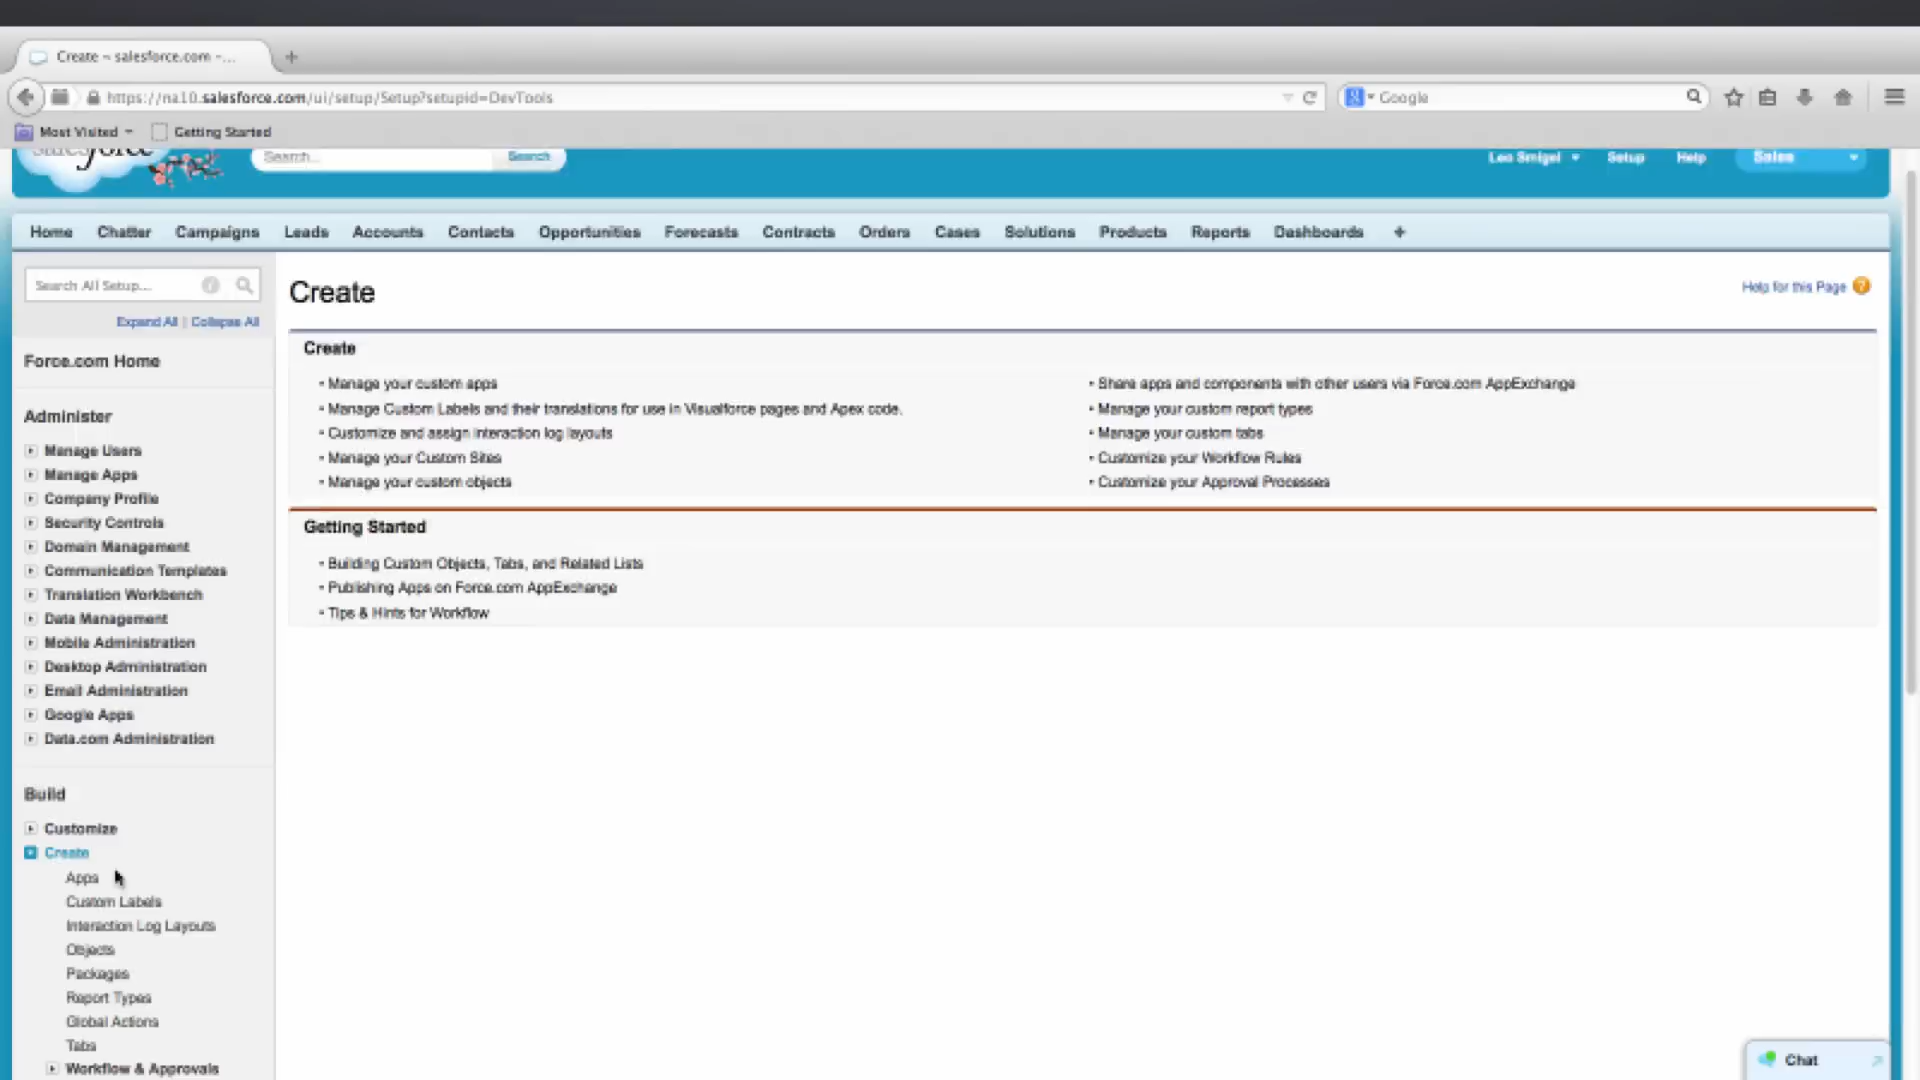 Create ~ salesforce.com -...
https://na10.salesforce.com/ui/setup/Setup?setupid=DevTools
Google
Most Visited
Getting Started
salesforce
Search...
Search
Leo Smigel
Setup
Help
Sales
Home Chatter Campaigns Leads Accounts Contacts Opportunities Forecasts Contracts Orders Cases Solutions Products Reports Dashboards +
Search All Setup...
Expand All | Collapse All
Force.com Home
Administer
Manage Users
Manage Apps
Company Profile
Security Controls
Domain Management
Communication Templates
Translation Workbench
Data Management
Mobile Administration
Desktop Administration
Email Administration
Google Apps
Data.com Administration
Build
Customize
Create
Apps
Custom Labels
Interaction Log Layouts
Objects
Packages
Report Types
Global Actions
Tabs
Workflow & Approvals
Create
Help for this Page
Create
• Manage your custom apps
• Manage Custom Labels and their translations for use in Visualforce pages and Apex code.
• Customize and assign interaction log layouts
• Manage your Custom Sites
• Manage your custom objects
• Share apps and components with other users via Force.com AppExchange
• Manage your custom report types
• Manage your custom tabs
• Customize your Workflow Rules
• Customize your Approval Processes
Getting Started
• Building Custom Objects, Tabs, and Related Lists
• Publishing Apps on Force.com AppExchange
• Tips & Hints for Workflow
Chat